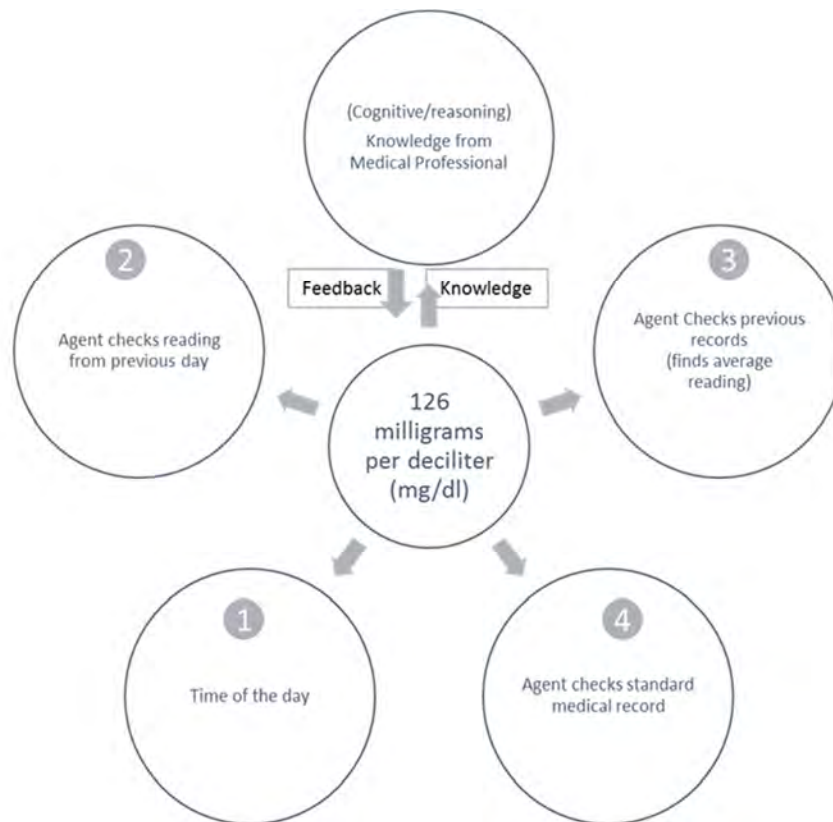 (Cognitive/reasoning)
Knowledge from
Medical Professional
2
Agent checks reading
from previous day
Feedback
Knowledge
3
Agent Checks previous
records
(finds average
reading)
126
milligrams
per deciliter
(mg/dl)
1
Time of the day
4
Agent checks standard
medical record